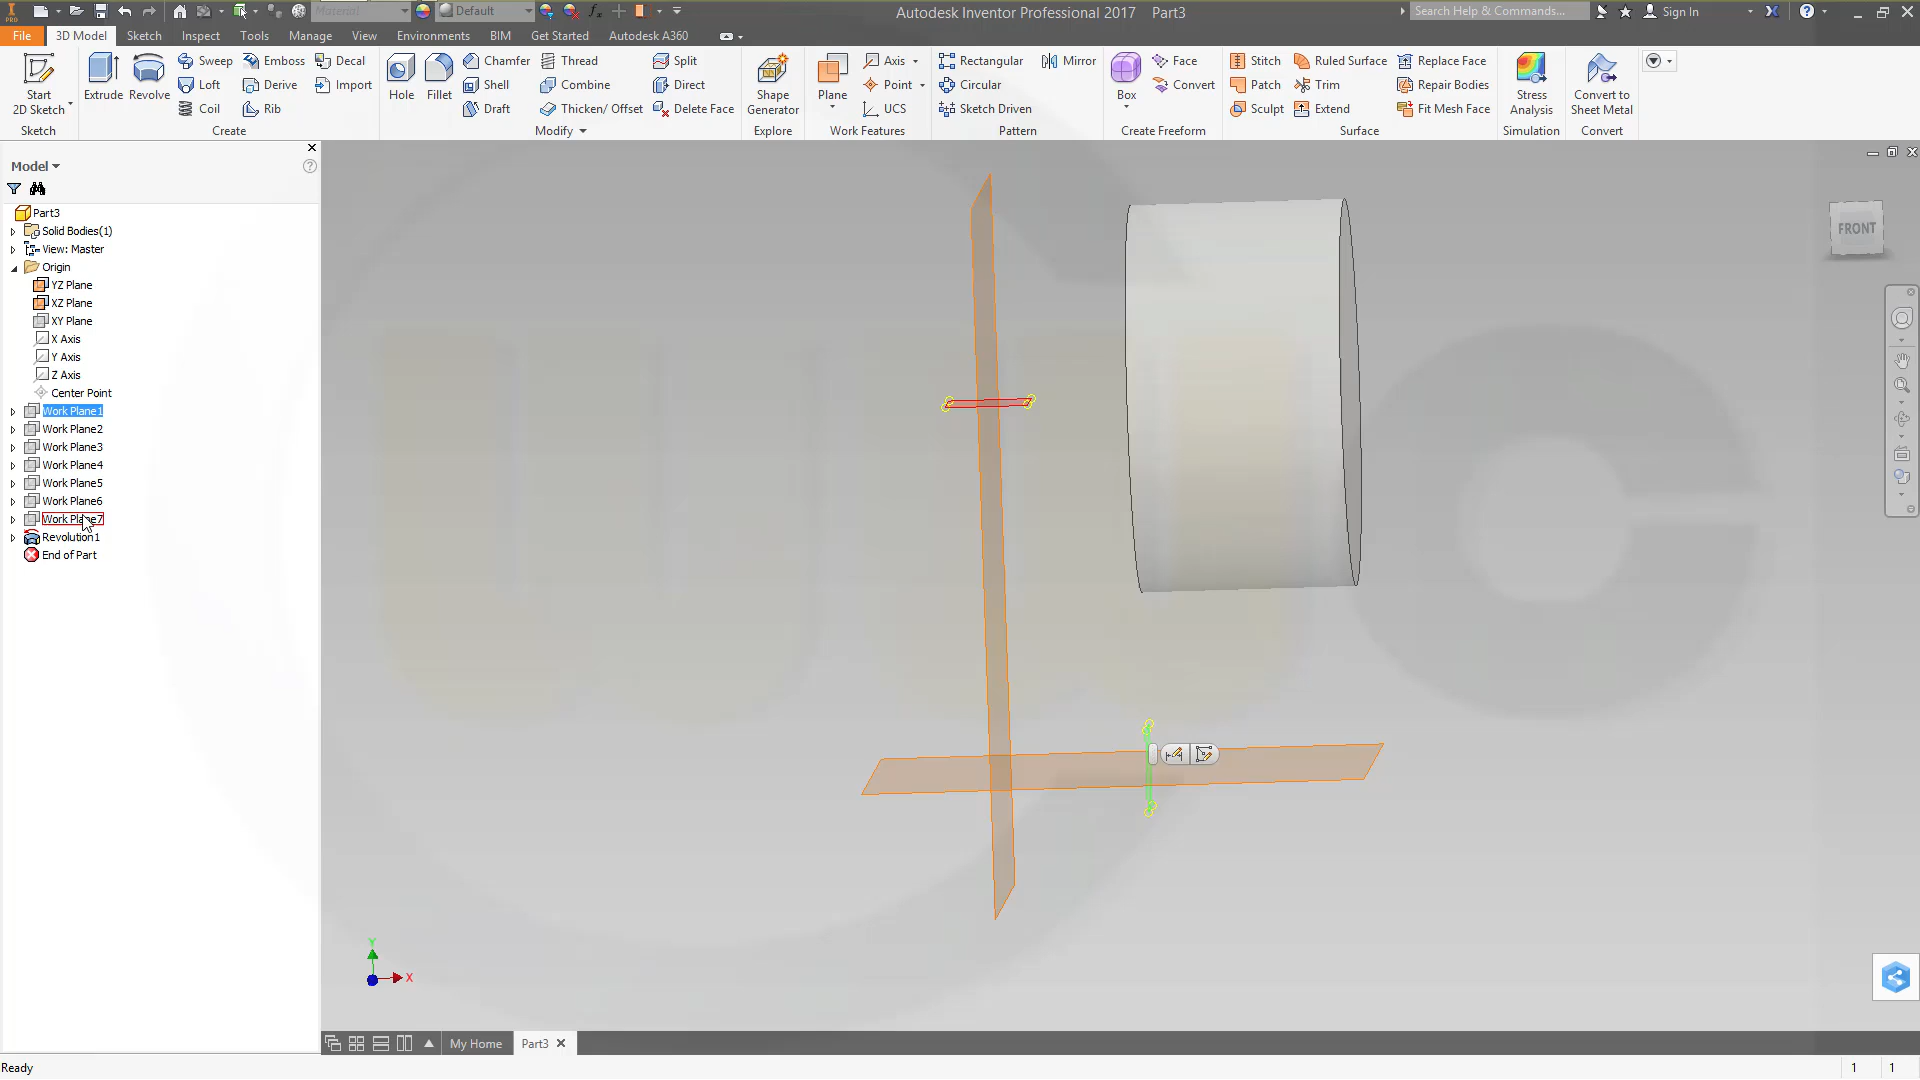 PRO
Material
Default
fx
Autodesk Inventor Professional 2017 Part3
Search Help & Commands...
Sign In
File
3D Model
Sketch
Inspect
Tools
Manage
View
Environments
BIM
Get Started
Autodesk A360
Start
2D Sketch
Sketch
Extrude
Revolve
Sweep
Loft
Coil
Emboss
Derive
Rib
Decal
Import
Create
Hole
Fillet
Chamfer
Shell
Draft
Thread
Combine
Thicken/ Offset
Split
Direct
Delete Face
Modify
Shape
Generator
Explore
Plane
Axis
Point
UCS
Work Features
Rectangular
Circular
Sketch Driven
Mirror
Pattern
Box
Face
Convert
Create Freeform
Stitch
Patch
Sculpt
Ruled Surface
Trim
Extend
Replace Face
Repair Bodies
Fit Mesh Face
Surface
Stress
Analysis
Simulation
Convert to
Sheet Metal
Convert
Model
Part3
Solid Bodies(1)
View: Master
Origin
YZ Plane
XZ Plane
XY Plane
X Axis
Y Axis
Z Axis
Center Point
Work Plane1
Work Plane2
Work Plane3
Work Plane4
Work Plane5
Work Plane6
Work Plane7
Revolution1
End of Part
FRONT
Y
X
My Home
Part3
Ready
1 1